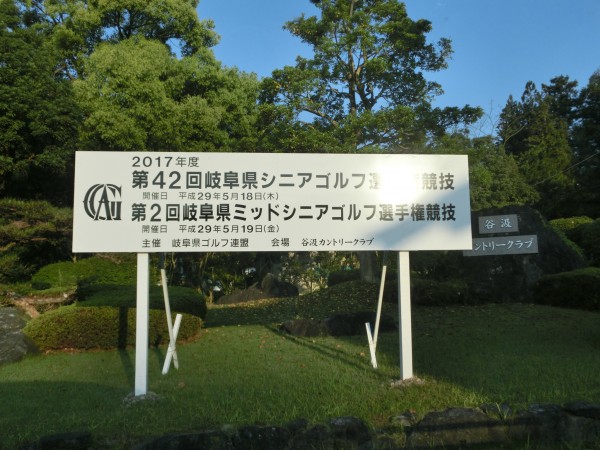 2017年度
第42回岐阜県シニアゴルフ選手権競技
開催日 平成29年5月18日(木)
第2回岐阜県ミッドシニアゴルフ選手権競技
開催日 平成29年5月19日(金)
主催 岐阜県ゴルフ連盟 会場 谷汲カントリークラブ
谷汲
カントリークラブ